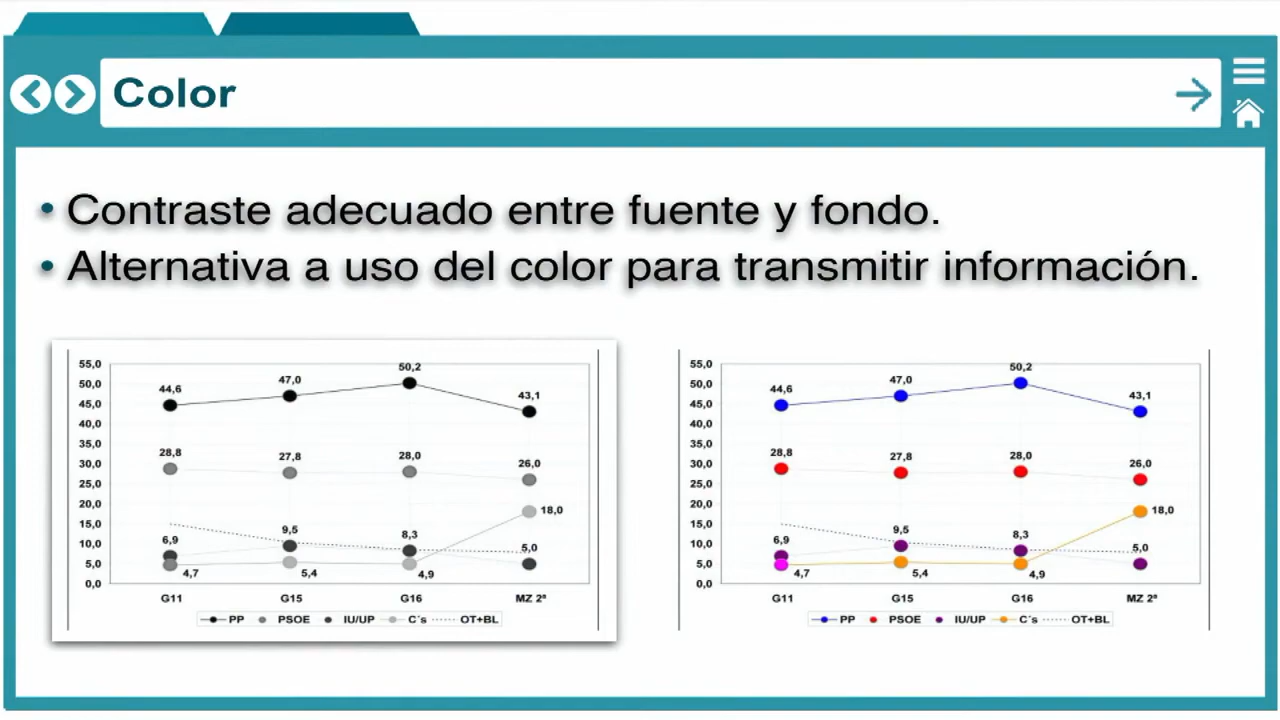 Color
• Contraste adecuado entre fuente y fondo.
• Alternativa a uso del color para transmitir información.
55,0
50,0
45,0
40,0
35,0
30,0
25,0
20,0
15,0
10,0
5,0
0,0
44,6 47,0 50,2 43,1
28,8 27,8 28,0 26,0
18,0
6,9 9,5 8,3 5,0
4,7 5,4 4,9
G11 G15 G16 MZ 2ª
PP PSOE IU/UP C´s OT+BL
55,0
50,0
45,0
40,0
35,0
30,0
25,0
20,0
15,0
10,0
5,0
0,0
44,6 47,0 50,2 43,1
28,8 27,8 28,0 26,0
18,0
6,9 9,5 8,3 5,0
4,7 5,4 4,9
G11 G15 G16 MZ 2ª
PP PSOE IU/UP C´s OT+BL